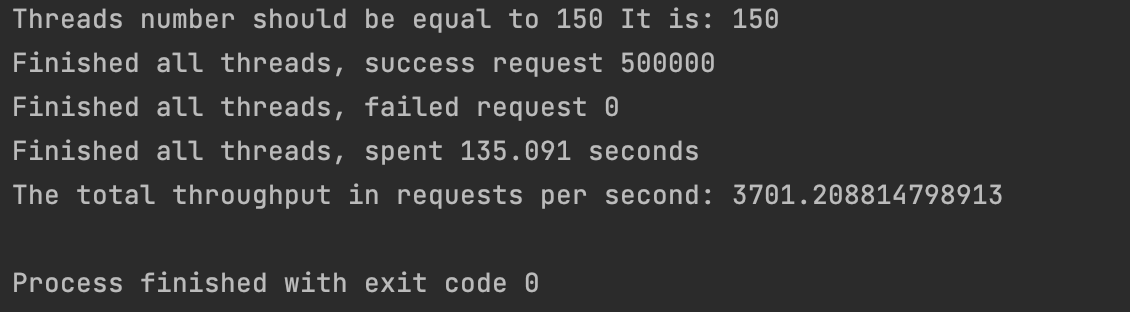 Threads number should be equal to 150 It is: 150
Finished all threads, success request 500000
Finished all threads, failed request 0
Finished all threads, spent 135.091 seconds
The total throughput in requests per second: 3701.208814798913
Process finished with exit code 0